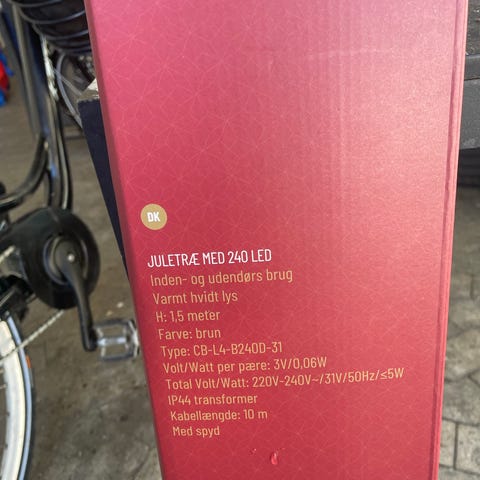 DK
JULETRÆ MED 240 LED
Inden- og udendørs brug
Varmt hvidt lys
H: 1,5 meter
Farve: brun
Type: CB-L4-B240D-31
Volt/Watt per pære: 3V/0,06W
Total Volt/Watt: 220V-240V~/31V/50Hz/≤5W
IP44 transformer
Kabellængde: 10 m
Med spyd